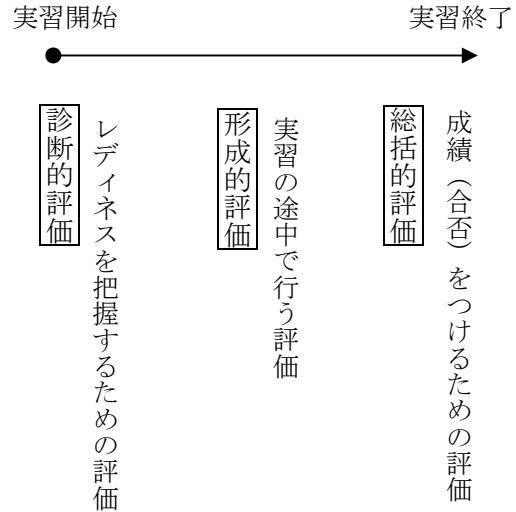 実習開始
実習終了
診断的評価
レディネスを把握するための評価
形成的評価
実習の途中で行う評価
総括的評価
成績（合否）をつけるための評価